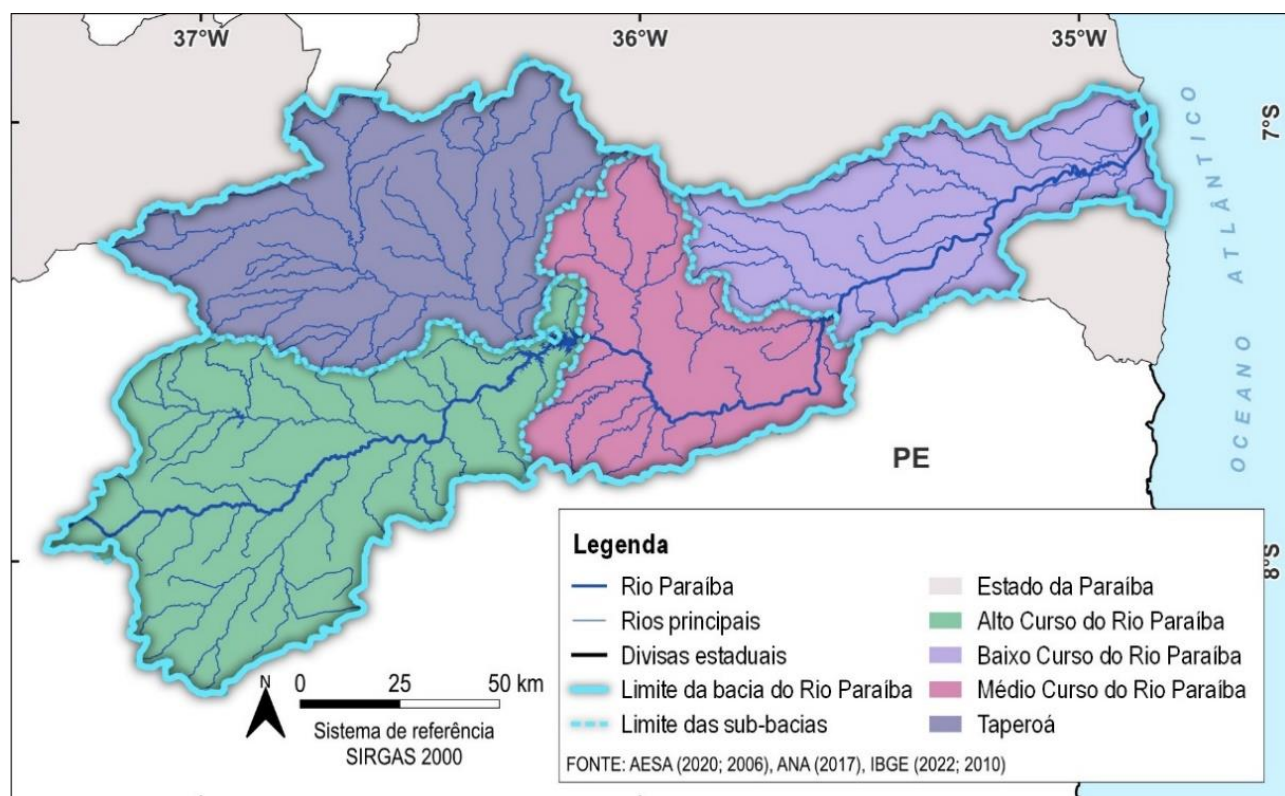 37°W
36°W
35°W
7°S
OCEANO ATLÂNTICO
PE
8°S
Legenda
Rio Paraíba
Rios principais
Divisas estaduais
Limite da bacia do Rio Paraíba
Limite das sub-bacias
Estado da Paraíba
Alto Curso do Rio Paraíba
Baixo Curso do Rio Paraíba
Médio Curso do Rio Paraíba
Taperoá
FONTE: AESA (2020; 2006), ANA (2017), IBGE (2022; 2010)
N
0 25 50 km
Sistema de referência
SIRGAS 2000